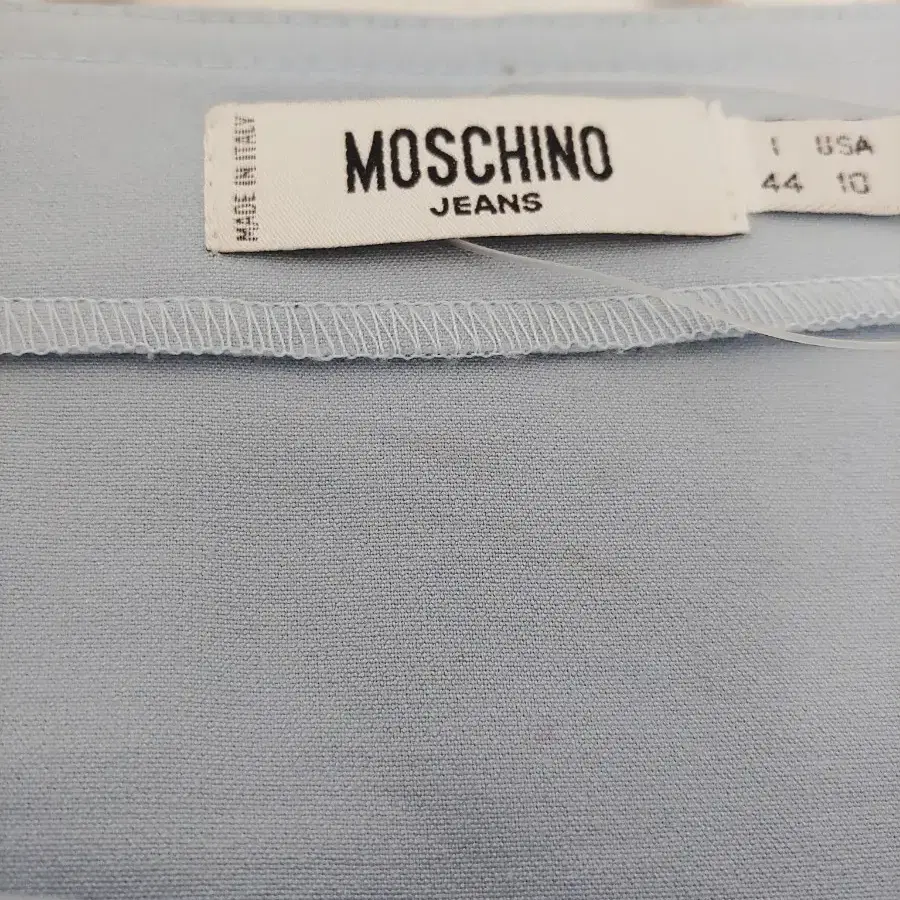 MADE IN ITALY
MOSCHINO
JEANS
I USA
44 10